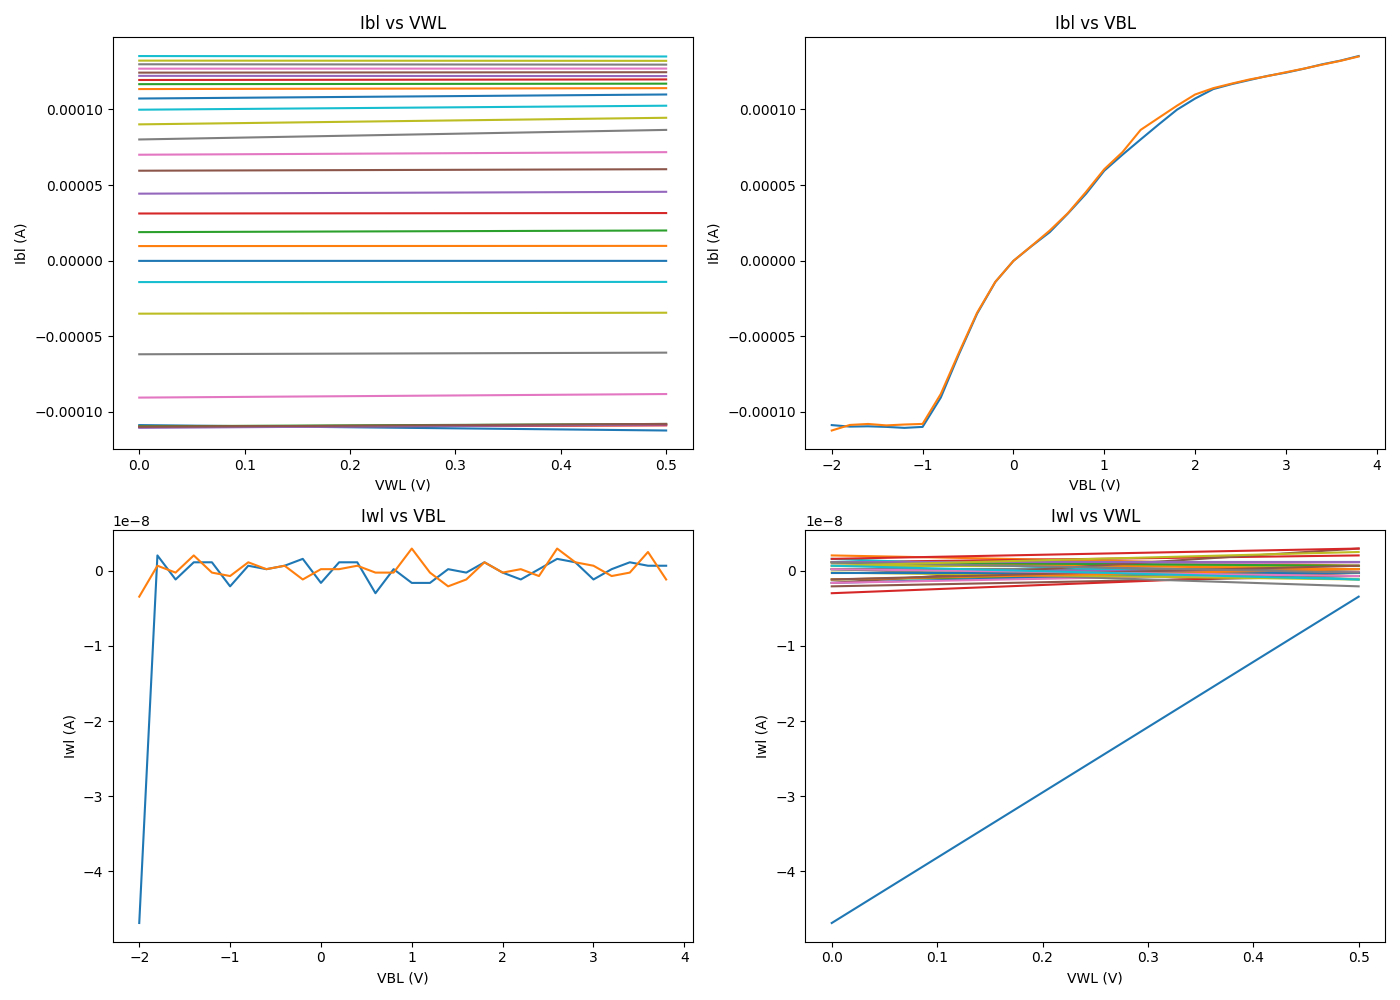 Ibl vs VWL
Ibl (A)
0.00010
0.00005
0.00000
−0.00005
−0.00010
0.0 0.1 0.2 0.3 0.4 0.5
VWL (V)
Ibl vs VBL
Ibl (A)
0.00010
0.00005
0.00000
−0.00005
−0.00010
−2 −1 0 1 2 3 4
VBL (V)
Iwl vs VBL
1e−8
Iwl (A)
0
−1
−2
−3
−4
−2 −1 0 1 2 3 4
VBL (V)
Iwl vs VWL
1e−8
Iwl (A)
0
−1
−2
−3
−4
0.0 0.1 0.2 0.3 0.4 0.5
VWL (V)